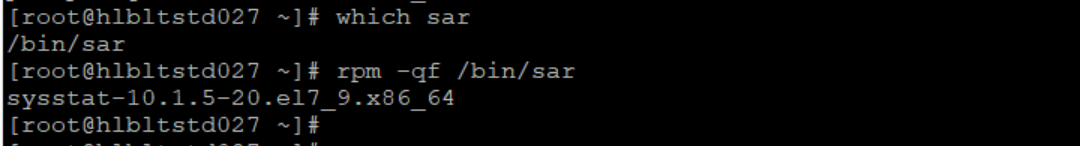 [root@hlbltstd027 ~]# which sar
/bin/sar
[root@hlbltstd027 ~]# rpm -qf /bin/sar
sysstat-10.1.5-20.el7_9.x86_64
[root@hlbltstd027 ~]#